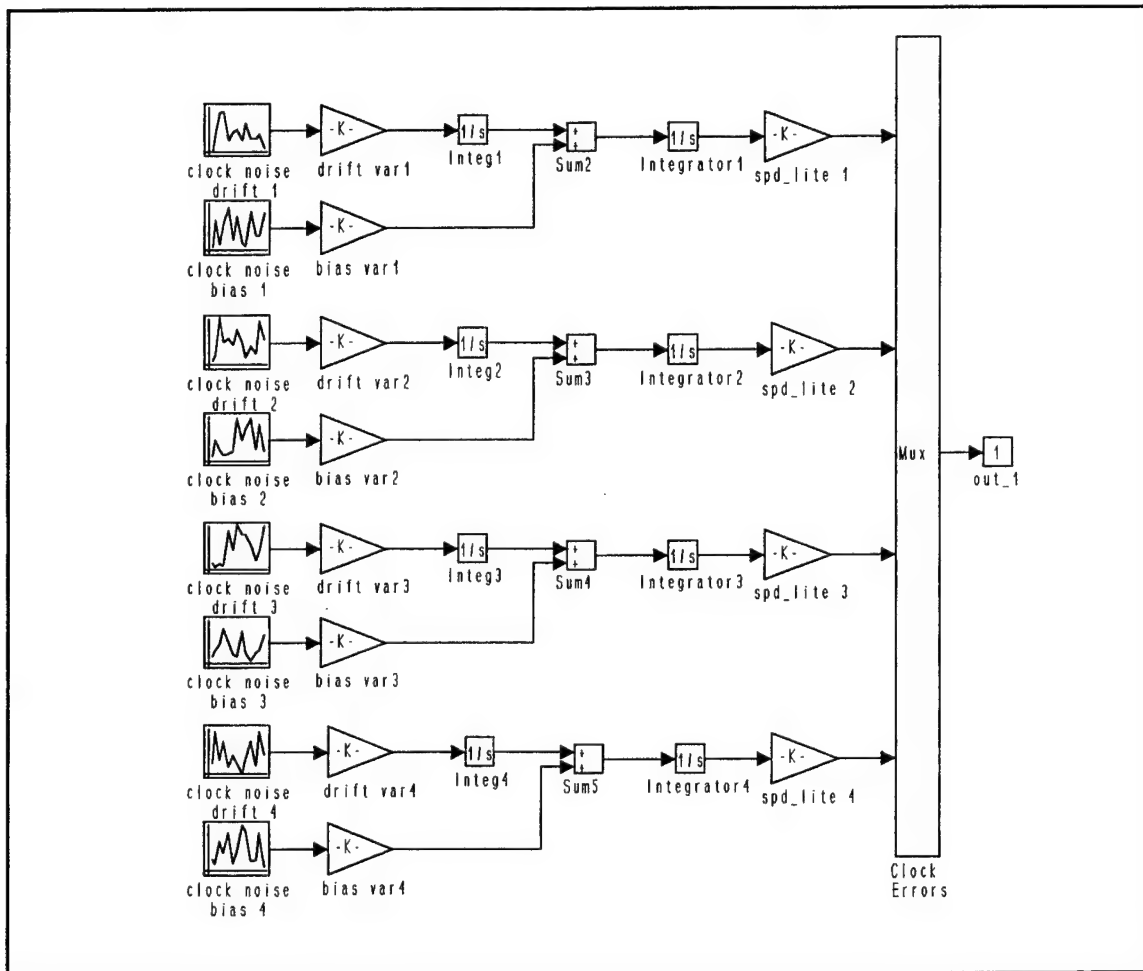 -K-
1/s
+
+
1/s
-K-
clock noise
drift 1
drift var1
Integ1
Sum2
Integrator1
spd_lite 1
-K-
clock noise
bias 1
bias var1
-K-
1/s
+
+
1/s
-K-
clock noise
drift 2
drift var2
Integ2
Sum3
Integrator2
spd_lite 2
-K-
clock noise
bias 2
bias var2
Mux
1
out_1
-K-
1/s
+
+
1/s
-K-
clock noise
drift 3
drift var3
Integ3
Sum4
Integrator3
spd_lite 3
-K-
clock noise
bias 3
bias var3
-K-
1/s
+
+
1/s
-K-
clock noise
drift 4
drift var4
Integ4
Sum5
Integrator4
spd_lite 4
-K-
clock noise
bias 4
bias var4
Clock
Errors